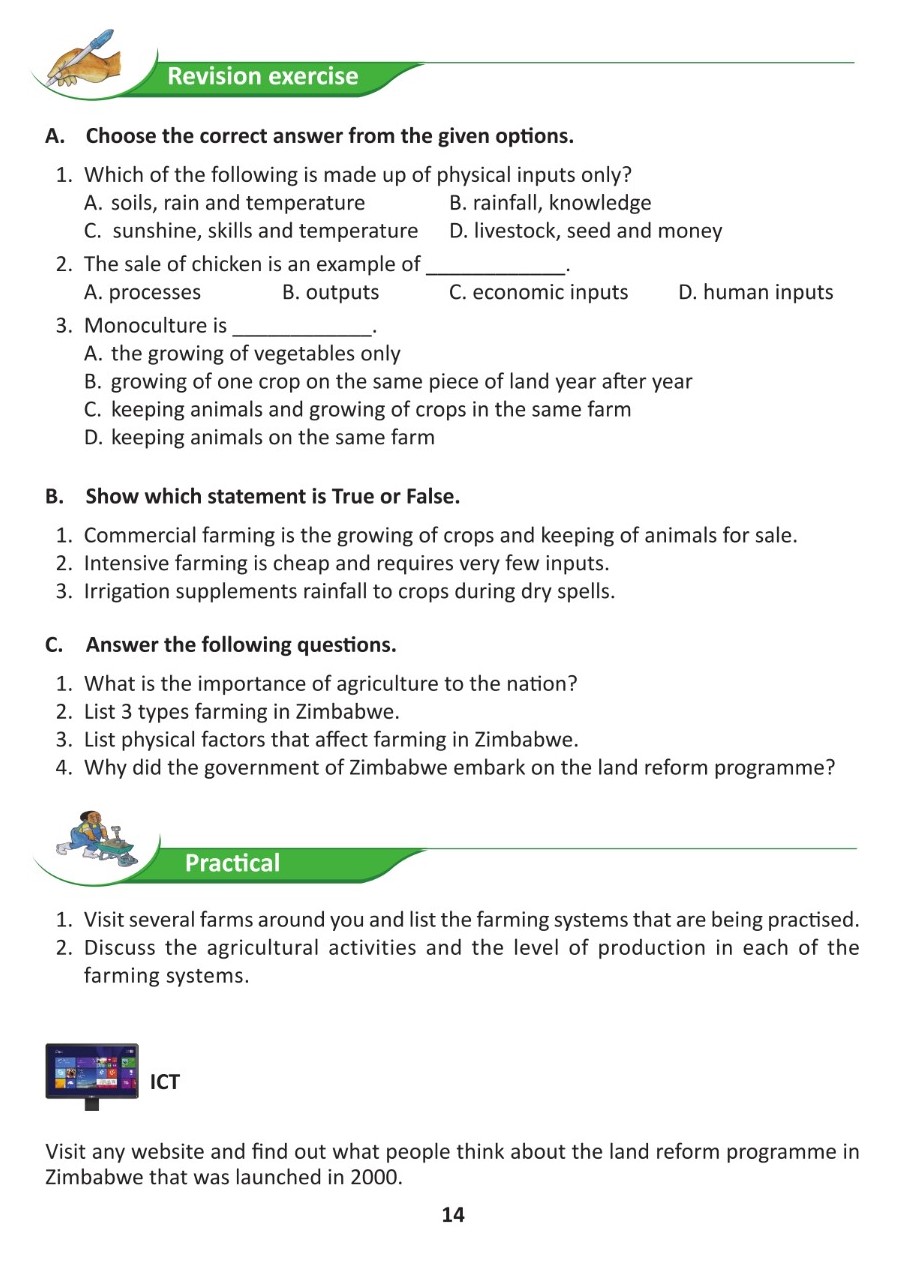 Revision exercise
A. Choose the correct answer from the given options.
1. Which of the following is made up of physical inputs only?
A. soils, rain and temperature B. rainfall, knowledge
C. sunshine, skills and temperature D. livestock, seed and money
2. The sale of chicken is an example of _____________.
A. processes B. outputs C. economic inputs D. human inputs
3. Monoculture is _____________.
A. the growing of vegetables only
B. growing of one crop on the same piece of land year after year
C. keeping animals and growing of crops in the same farm
D. keeping animals on the same farm
B. Show which statement is True or False.
1. Commercial farming is the growing of crops and keeping of animals for sale.
2. Intensive farming is cheap and requires very few inputs.
3. Irrigation supplements rainfall to crops during dry spells.
C. Answer the following questions.
1. What is the importance of agriculture to the nation?
2. List 3 types farming in Zimbabwe.
3. List physical factors that affect farming in Zimbabwe.
4. Why did the government of Zimbabwe embark on the land reform programme?
Practical
1. Visit several farms around you and list the farming systems that are being practised.
2. Discuss the agricultural activities and the level of production in each of the
farming systems.
ICT
Visit any website and find out what people think about the land reform programme in
Zimbabwe that was launched in 2000.
14